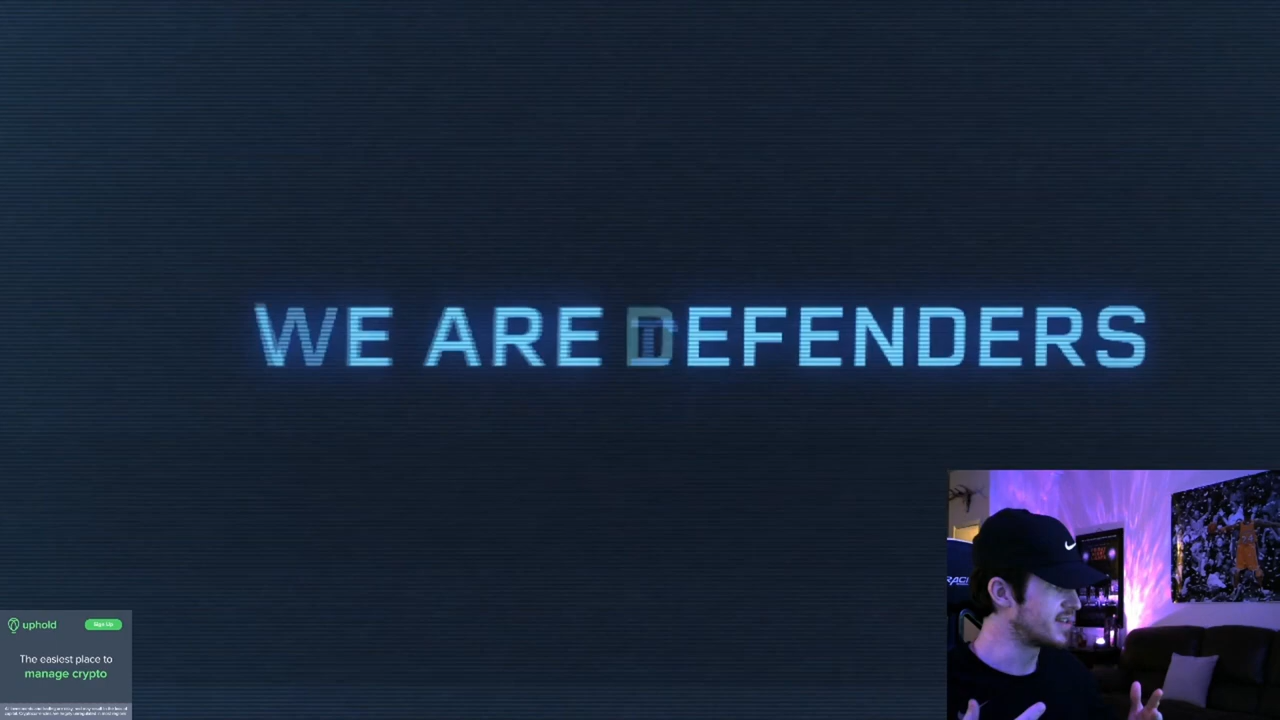 WE ARE DEFENDERS
uphold
Sign Up
The easiest place to
manage crypto